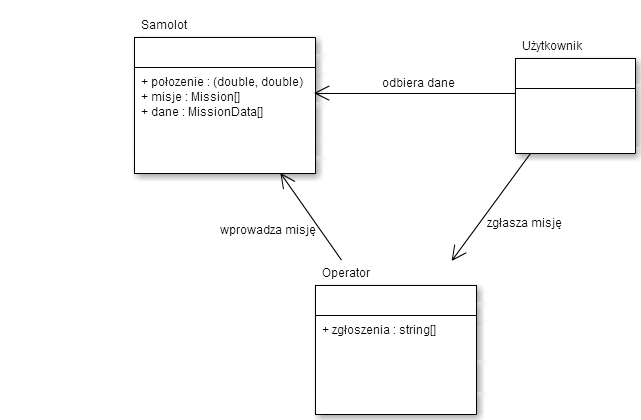 Samolot
Użytkownik
+ położenie : (double, double)
+ misje : Mission[]
+ dane : MissionData[]
odbiera dane
wprowadza misję
zgłasza misję
Operator
+ zgłoszenia : string[]